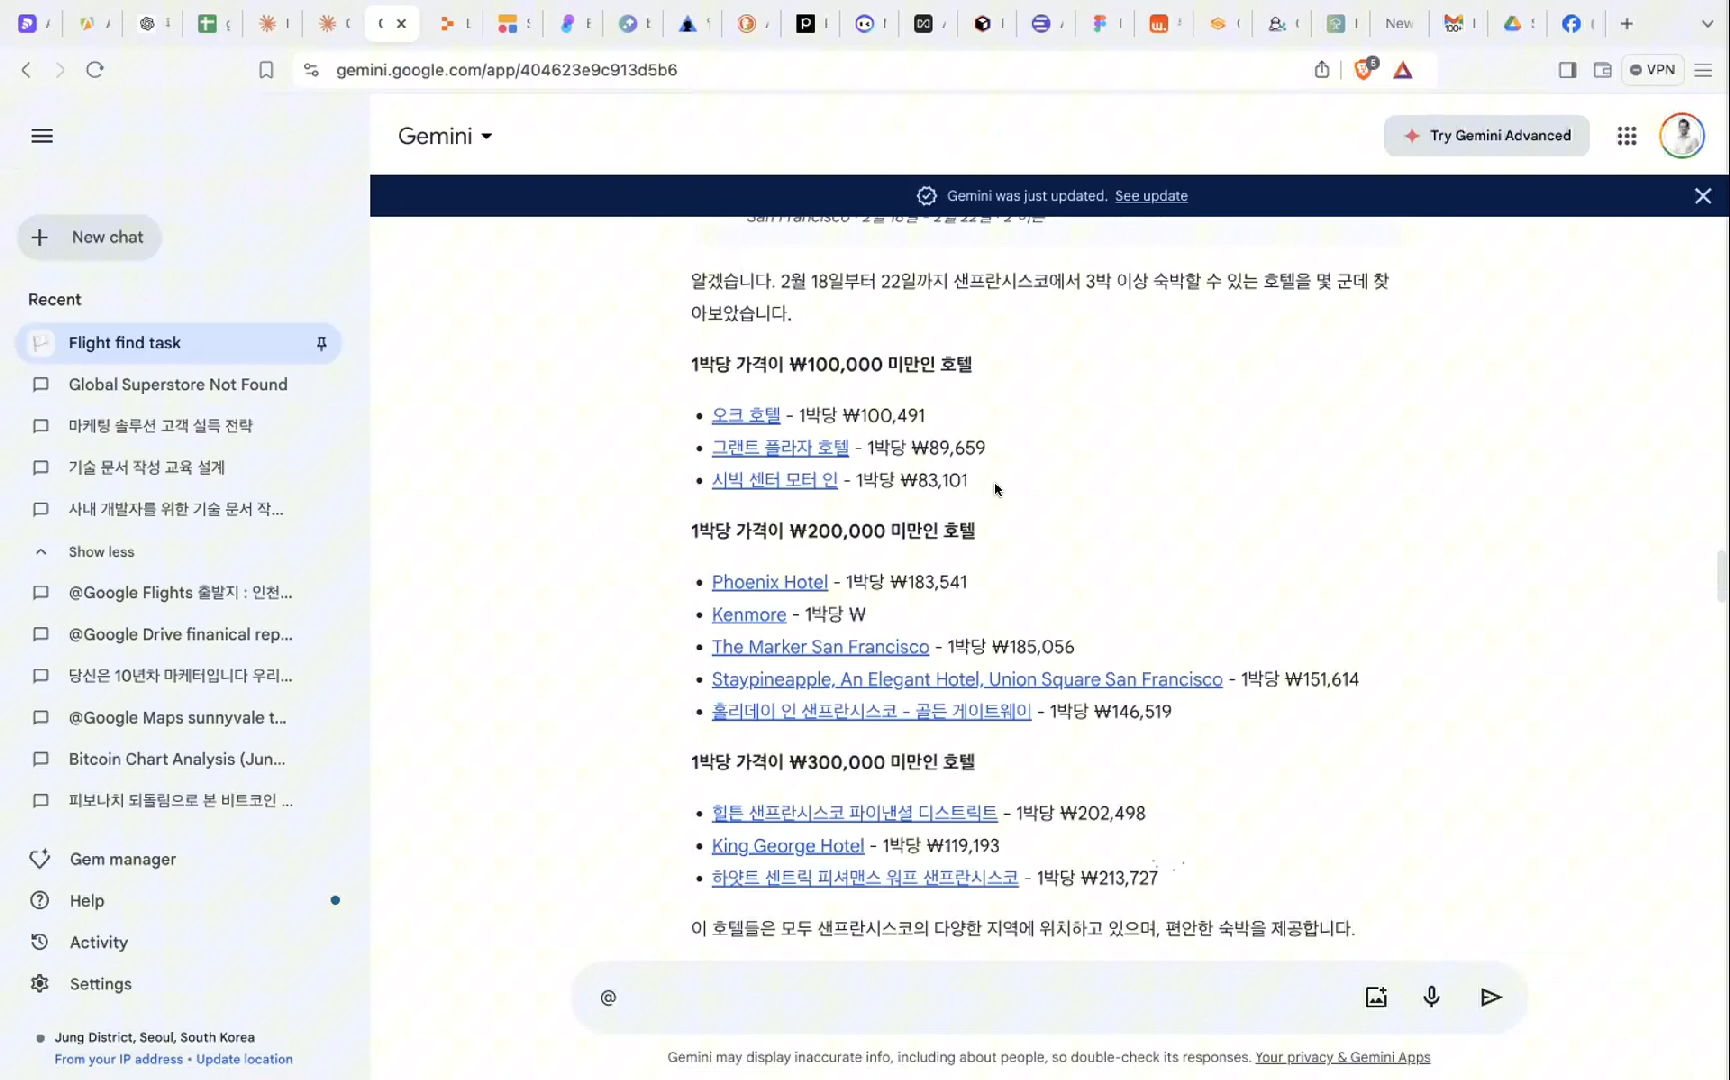 gemini.google.com/app/404623e9c913d5b6
5
VPN
New
100+
Gemini
Try Gemini Advanced
Gemini was just updated. See update
New chat
Recent
Flight find task
Global Superstore Not Found
마케팅 솔루션 고객 설득 전략
기술 문서 작성 교육 설계
사내 개발자를 위한 기술 문서 작...
Show less
@Google Flights 출발지 : 인천...
@Google Drive finanical rep...
당신은 10년차 마케터입니다 우리...
@Google Maps sunnyvale t...
Bitcoin Chart Analysis (Jun...
피보나치 되돌림으로 본 비트코인 ...
Gem manager
Help
Activity
Settings
Jung District, Seoul, South Korea
From your IP address • Update location
알겠습니다. 2월 18일부터 22일까지 샌프란시스코에서 3박 이상 숙박할 수 있는 호텔을 몇 군데 찾
아보았습니다.
1박당 가격이 ₩100,000 미만인 호텔
• 오크 호텔 - 1박당 ₩100,491
• 그랜트 플라자 호텔 - 1박당 ₩89,659
• 시빅 센터 모터 인 - 1박당 ₩83,101
1박당 가격이 ₩200,000 미만인 호텔
• Phoenix Hotel - 1박당 ₩183,541
• Kenmore - 1박당 ₩
• The Marker San Francisco - 1박당 ₩185,056
• Staypineapple, An Elegant Hotel, Union Square San Francisco - 1박당 ₩151,614
• 홀리데이 인 샌프란시스코 - 골든 게이트웨이 - 1박당 ₩146,519
1박당 가격이 ₩300,000 미만인 호텔
• 힐튼 샌프란시스코 파이낸셜 디스트릭트 - 1박당 ₩202,498
• King George Hotel - 1박당 ₩119,193
• 하얏트 센트릭 피셔맨스 워프 샌프란시스코 - 1박당 ₩213,727
이 호텔들은 모두 샌프란시스코의 다양한 지역에 위치하고 있으며, 편안한 숙박을 제공합니다.
@
Gemini may display inaccurate info, including about people, so double-check its responses. Your privacy & Gemini Apps